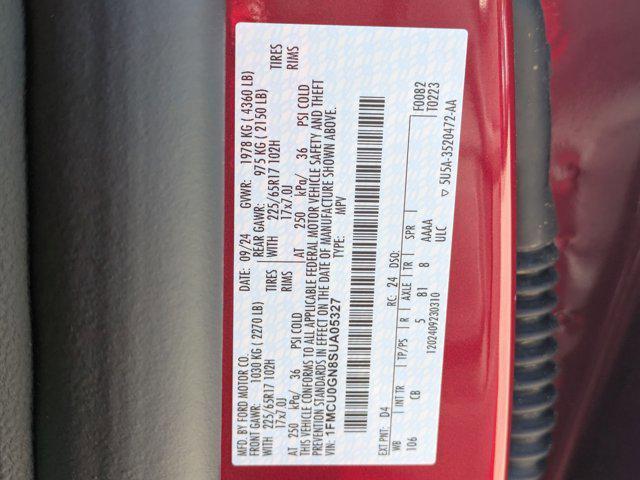 MFD. BY FORD MOTOR CO.
DATE: 09/24 GVWR: 1978 KG ( 4360 LB)
FRONT GAWR: 1030 KG ( 2270 LB) REAR GAWR: 975 KG ( 2150 LB)
WITH 225/65R17 102H TIRES WITH 225/65R17 102H TIRES
17x7.0J RIMS 17x7.0J RIMS
AT 250 kPa/ 36 PSI COLD AT 250 kPa/ 36 PSI COLD
THIS VEHICLE CONFORMS TO ALL APPLICABLE FEDERAL MOTOR VEHICLE SAFETY AND THEFT
PREVENTION STANDARDS IN EFFECT ON THE DATE OF MANUFACTURE SHOWN ABOVE.
VIN: 1FMCU0GN8SUA05327 TYPE: MPV
F0082
T0223
EXT PNT: D4 RC: 24 DSO:
WB INT TR TP/PS R AXLE TR SPR
106 CB 5 B1 8 AAAA
ULC
1202409230310
▽ 5U5A-3520472-AA